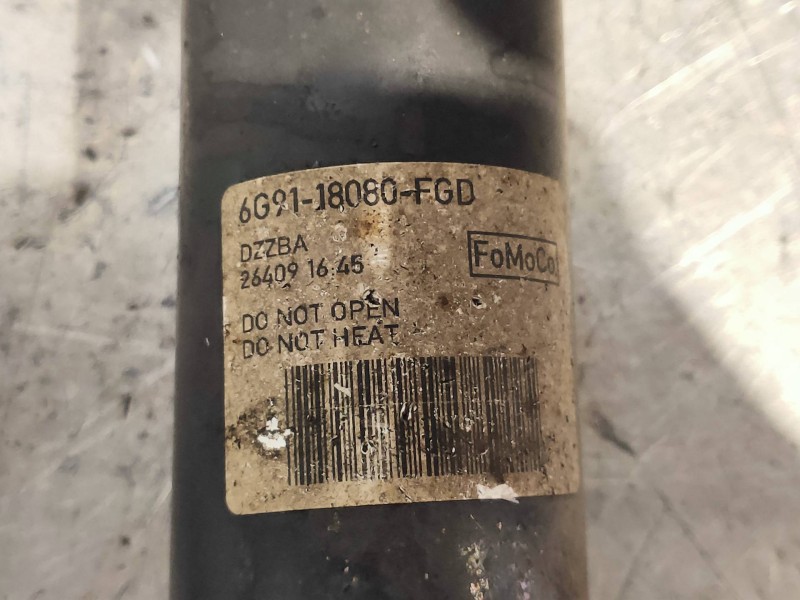 6G91-18080-FGD
DZZBA
26409 16:45
FoMoCo
DO NOT OPEN
DO NOT HEAT